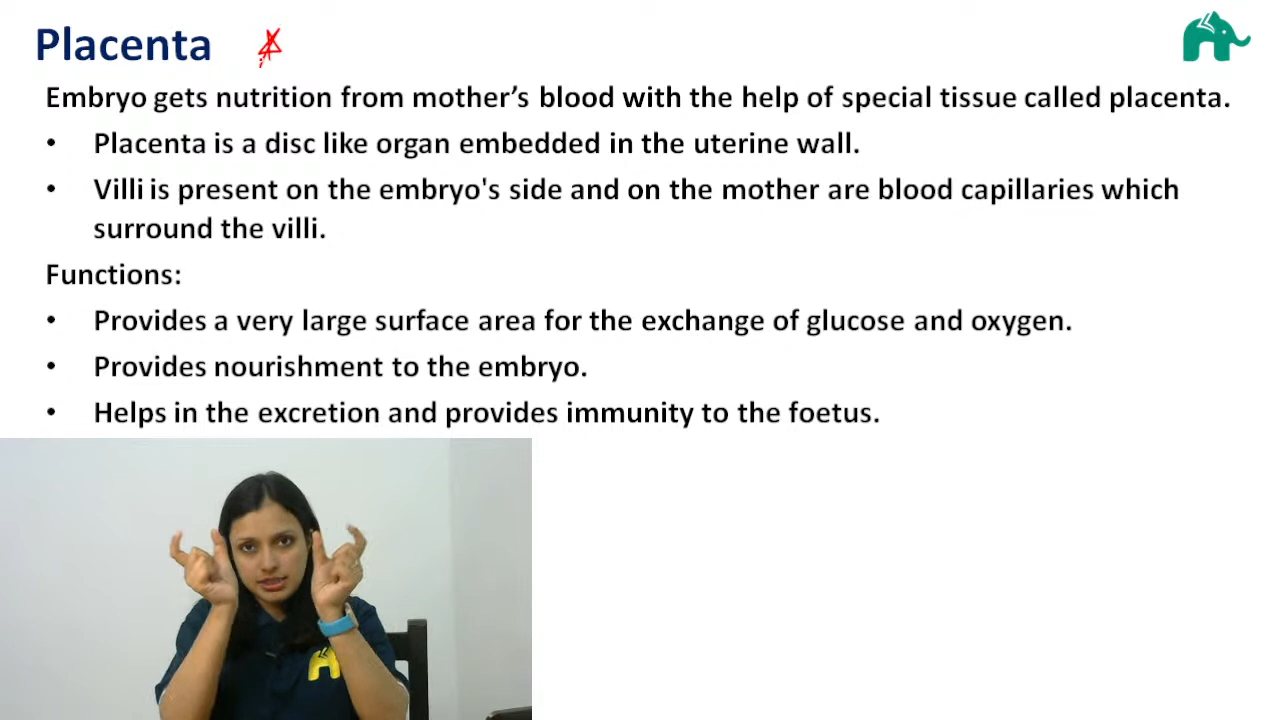 Placenta
Embryo gets nutrition from mother’s blood with the help of special tissue called placenta.
• Placenta is a disc like organ embedded in the uterine wall.
• Villi is present on the embryo's side and on the mother are blood capillaries which
surround the villi.
Functions:
• Provides a very large surface area for the exchange of glucose and oxygen.
• Provides nourishment to the embryo.
• Helps in the excretion and provides immunity to the foetus.